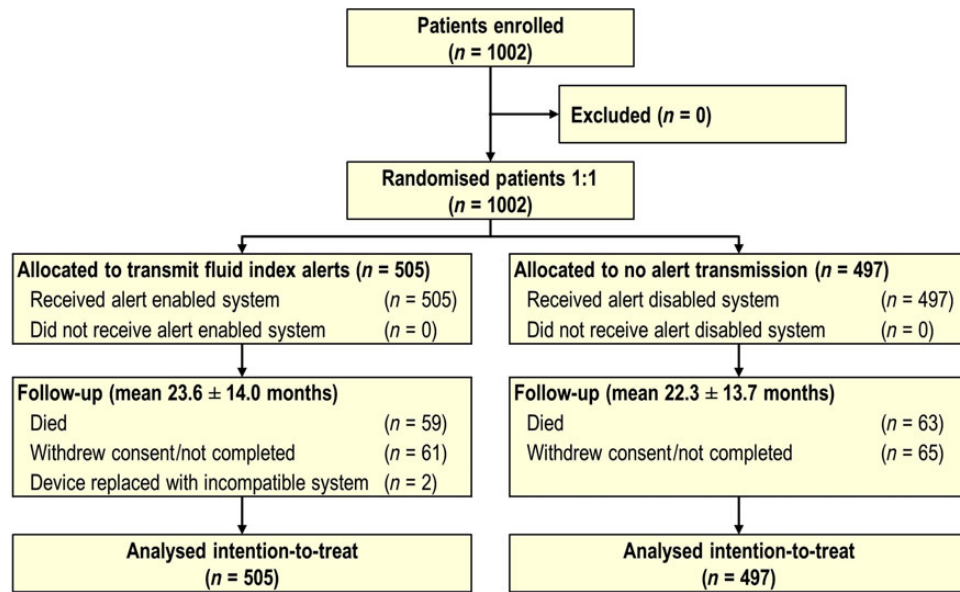 Patients enrolled
(n = 1002)
Excluded (n = 0)
Randomised patients 1:1
(n = 1002)
Allocated to transmit fluid index alerts (n = 505)
Received alert enabled system (n = 505)
Did not receive alert enabled system (n = 0)
Allocated to no alert transmission (n = 497)
Received alert disabled system (n = 497)
Did not receive alert disabled system (n = 0)
Follow-up (mean 23.6 ± 14.0 months)
Died (n = 59)
Withdrew consent/not completed (n = 61)
Device replaced with incompatible system (n = 2)
Follow-up (mean 22.3 ± 13.7 months)
Died (n = 63)
Withdrew consent/not completed (n = 65)
Analysed intention-to-treat
(n = 505)
Analysed intention-to-treat
(n = 497)